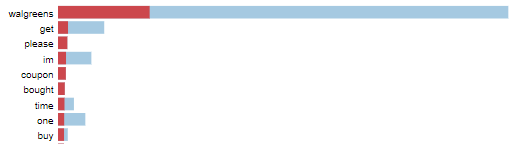 walgreens
get
please
im
coupon
bought
time
one
buy